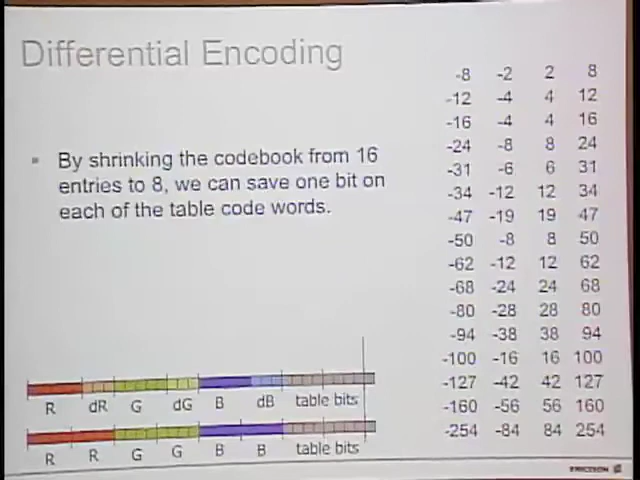 Differential Encoding
By shrinking the codebook from 16
entries to 8, we can save one bit on
each of the table code words.
-8 -2 2 8
-12 -4 4 12
-16 -4 4 16
-24 -8 8 24
-31 -6 6 31
-34 -12 12 34
-47 -19 19 47
-50 -8 8 50
-62 -12 12 62
-68 -24 24 68
-80 -28 28 80
-94 -38 38 94
-100 -16 16 100
-127 -42 42 127
-160 -56 56 160
-254 -84 84 254
R dR G dG B dB table bits
R R G G B B table bits
ERICSSON